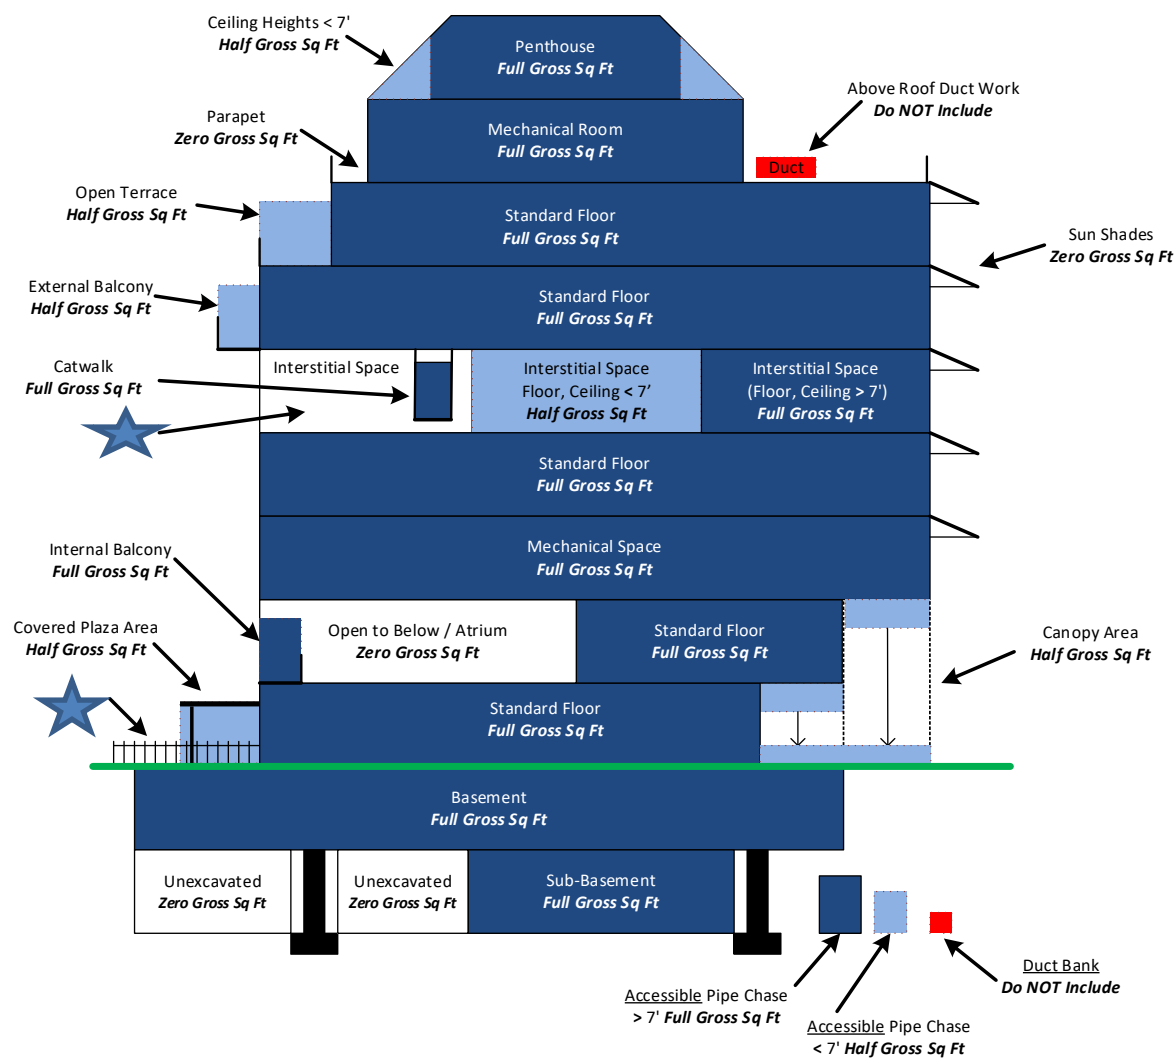 Ceiling Heights < 7'
Half Gross Sq Ft
Penthouse
Full Gross Sq Ft
Above Roof Duct Work
Do NOT Include
Parapet
Zero Gross Sq Ft
Mechanical Room
Full Gross Sq Ft
Duct
Open Terrace
Half Gross Sq Ft
Standard Floor
Full Gross Sq Ft
Sun Shades
Zero Gross Sq Ft
External Balcony
Half Gross Sq Ft
Standard Floor
Full Gross Sq Ft
Catwalk
Full Gross Sq Ft
Interstitial Space
Interstitial Space
Floor, Ceiling < 7’
Half Gross Sq Ft
Interstitial Space
(Floor, Ceiling > 7')
Full Gross Sq Ft
Standard Floor
Full Gross Sq Ft
Mechanical Space
Full Gross Sq Ft
Internal Balcony
Full Gross Sq Ft
Covered Plaza Area
Half Gross Sq Ft
Open to Below / Atrium
Zero Gross Sq Ft
Standard Floor
Full Gross Sq Ft
Canopy Area
Half Gross Sq Ft
Standard Floor
Full Gross Sq Ft
Basement
Full Gross Sq Ft
Unexcavated
Zero Gross Sq Ft
Unexcavated
Zero Gross Sq Ft
Sub-Basement
Full Gross Sq Ft
Accessible Pipe Chase
> 7' Full Gross Sq Ft
Accessible Pipe Chase
< 7' Half Gross Sq Ft
Duct Bank
Do NOT Include